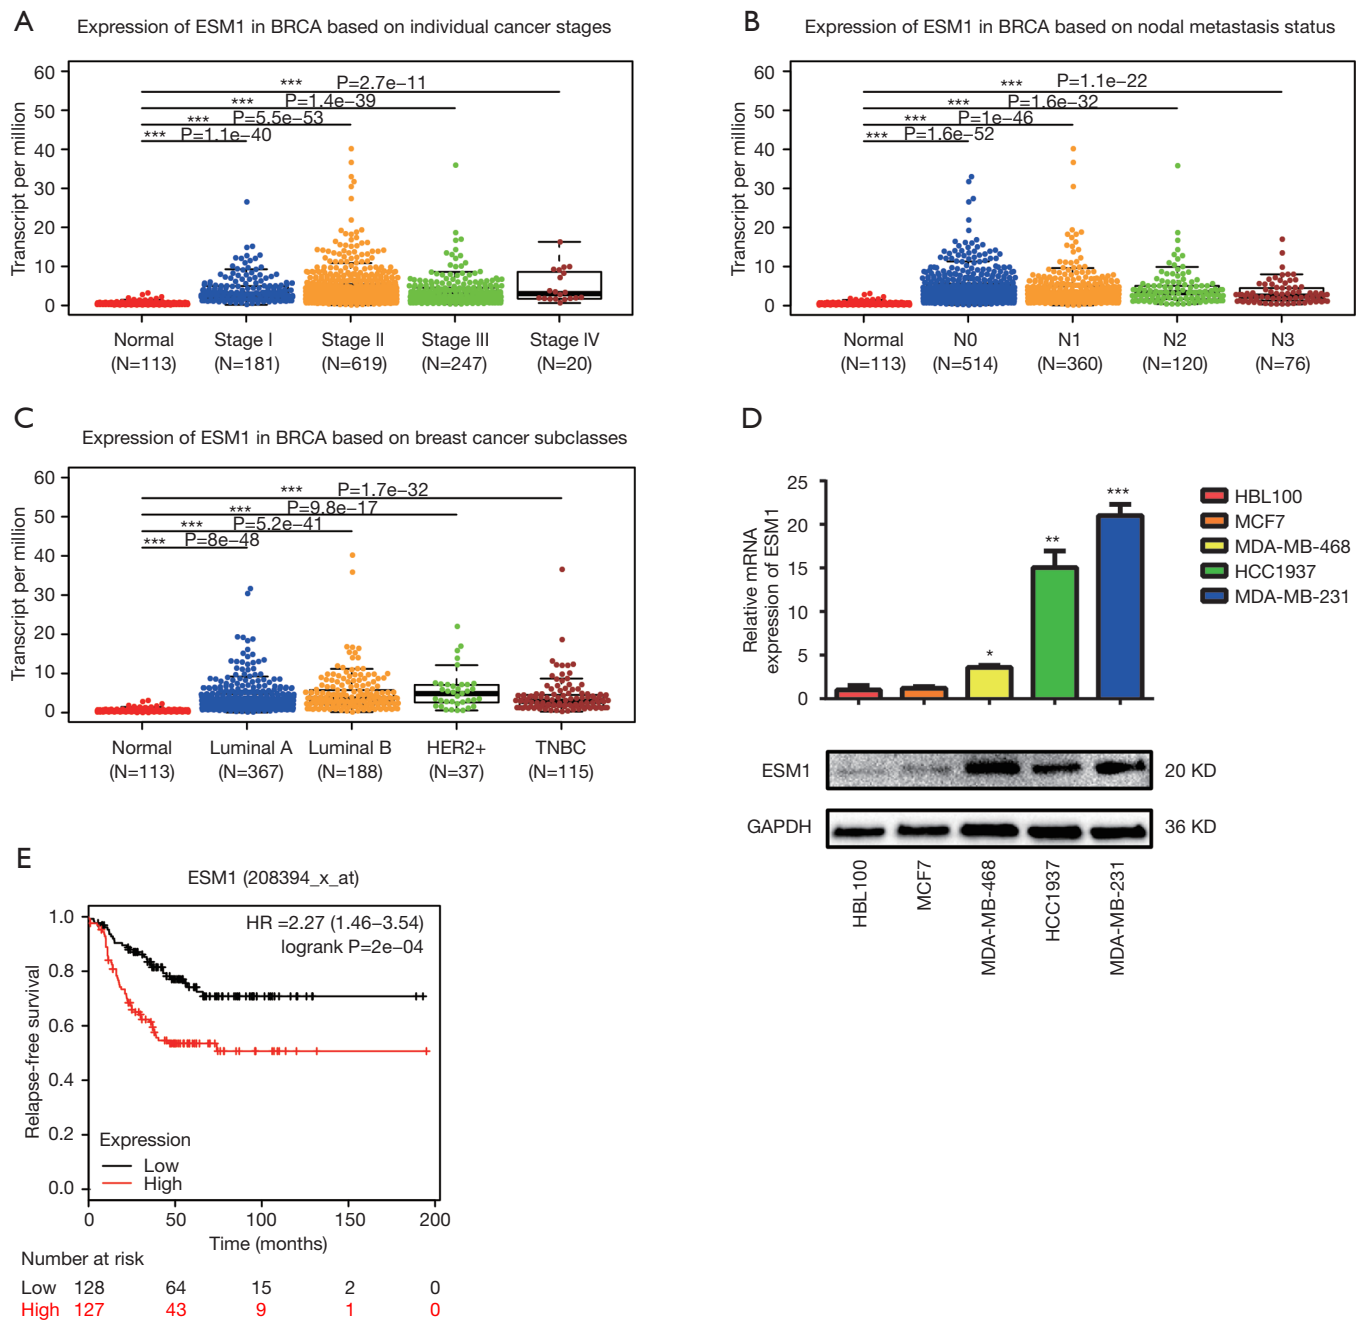 A
Expression of ESM1 in BRCA based on individual cancer stages
Transcript per million
60
50
40
30
20
10
0
*** P=2.7e−11
*** P=1.4e−39
*** P=5.5e−53
*** P=1.1e−40
Normal (N=113)
Stage I (N=181)
Stage II (N=619)
Stage III (N=247)
Stage IV (N=20)
B
Expression of ESM1 in BRCA based on nodal metastasis status
Transcript per million
60
50
40
30
20
10
0
*** P=1.1e−22
*** P=1.6e−32
*** P=1e−46
*** P=1.6e−52
Normal (N=113)
N0 (N=514)
N1 (N=360)
N2 (N=120)
N3 (N=76)
C
Expression of ESM1 in BRCA based on breast cancer subclasses
Transcript per million
60
50
40
30
20
10
0
*** P=1.7e−32
*** P=9.8e−17
*** P=5.2e−41
*** P=8e−48
Normal (N=113)
Luminal A (N=367)
Luminal B (N=188)
HER2+ (N=37)
TNBC (N=115)
D
Relative mRNA
expression of ESM1
25
20
15
10
5
0
*
**
***
HBL100
MCF7
MDA-MB-468
HCC1937
MDA-MB-231
ESM1
20 KD
GAPDH
36 KD
HBL100
MCF7
MDA-MB-468
HCC1937
MDA-MB-231
E
ESM1 (208394_x_at)
HR =2.27 (1.46−3.54)
logrank P=2e−04
Relapse-free survival
1.0
0.8
0.6
0.4
0.2
0.0
Expression
Low
High
0 50 100 150 200
Time (months)
Number at risk
Low 128 64 15 2 0
High 127 43 9 1 0